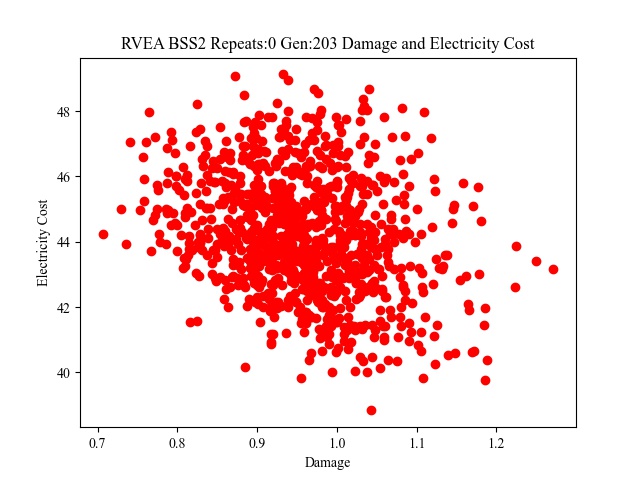 RVEA BSS2 Repeats:0 Gen:203 Damage and Electricity Cost
48
46
44
42
40
Electricity Cost
0.7 0.8 0.9 1.0 1.1 1.2
Damage